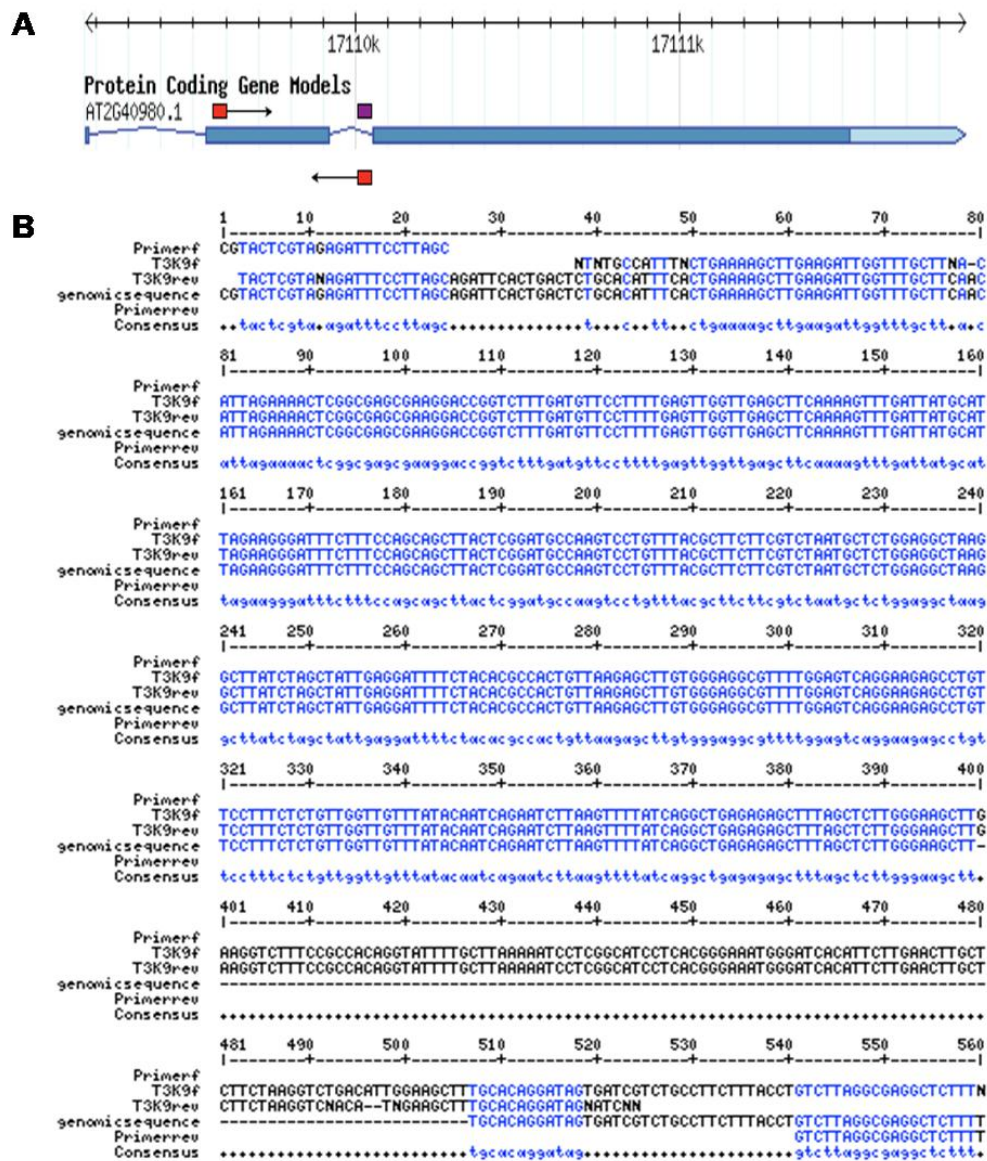 A
17110k 17111k
Protein Coding Gene Models
AT2G40980.1
B
1 10 20 30 40 50 60 70 80
|--------+---------+---------+---------+---------+---------+---------+---------|
Primerf CGTACTCGTAGAGATTTCCTTAGC
T3K9f NTNTGCCATTTNCTGAAAAGCTTGAAGATTGGTTTGCTTNA-C
T3K9rev TACTCGTANAGATTTCCTTAGCAGATTCACTGACTCTGCACATTTCACTGAAAAGCTTGAAGATTGGTTTGCTTCAAC
genomicsequence CGTACTCGTAGAGATTTCCTTAGCAGATTCACTGACTCTGCACATTTCACTGAAAAGCTTGAAGATTGGTTTGCTTCAAC
Primerrev
Consensus ..tactcgta.agatttccttagc..............t...c..tt..ctgaaaagcttgaagattggtttgctt.a.c
81 90 100 110 120 130 140 150 160
|--------+---------+---------+---------+---------+---------+---------+---------|
Primerf
T3K9f ATTAGAAAACTCGGCGAGCGAAGGACCGGTCTTTGATGTTCCTTTTGAGTTGGTTGAGCTTCAAAAGTTTGATTATGCAT
T3K9rev ATTAGAAAACTCGGCGAGCGAAGGACCGGTCTTTGATGTTCCTTTTGAGTTGGTTGAGCTTCAAAAGTTTGATTATGCAT
genomicsequence ATTAGAAAACTCGGCGAGCGAAGGACCGGTCTTTGATGTTCCTTTTGAGTTGGTTGAGCTTCAAAAGTTTGATTATGCAT
Primerrev
Consensus attagaaaactcggcgagcgaaggaccggtctttgatgttccttttgagttggttgagcttcaaaagtttgattatgcat
161 170 180 190 200 210 220 230 240
|--------+---------+---------+---------+---------+---------+---------+---------|
Primerf
T3K9f TAGAAGGGATTTCTTTCCAGCAGCTTACTCGGATGCCAAGTCCTGTTTACGCTTCTTCGTCTAATGCTCTGGAGGCTAAG
T3K9rev TAGAAGGGATTTCTTTCCAGCAGCTTACTCGGATGCCAAGTCCTGTTTACGCTTCTTCGTCTAATGCTCTGGAGGCTAAG
genomicsequence TAGAAGGGATTTCTTTCCAGCAGCTTACTCGGATGCCAAGTCCTGTTTACGCTTCTTCGTCTAATGCTCTGGAGGCTAAG
Primerrev
Consensus tagaagggatttctttccagcagcttactcggatgccaagtcctgtttacgcttcttcgtctaatgctctggaggctaag
241 250 260 270 280 290 300 310 320
|--------+---------+---------+---------+---------+---------+---------+---------|
Primerf
T3K9f GCTTATCTAGCTATTGAGGATTTTCTACACGCCACTGTTAAGAGCTTGTGGGAGGCGTTTTGGAGTCAGGAAGAGCCTGT
T3K9rev GCTTATCTAGCTATTGAGGATTTTCTACACGCCACTGTTAAGAGCTTGTGGGAGGCGTTTTGGAGTCAGGAAGAGCCTGT
genomicsequence GCTTATCTAGCTATTGAGGATTTTCTACACGCCACTGTTAAGAGCTTGTGGGAGGCGTTTTGGAGTCAGGAAGAGCCTGT
Primerrev
Consensus gcttatctagctattgaggattttctacacgccactgttaagagcttgtgggaggcgttttggagtcaggaagagcctgt
321 330 340 350 360 370 380 390 400
|--------+---------+---------+---------+---------+---------+---------+---------|
Primerf
T3K9f TCCTTTCTCTGTTGGTTGTTTATACAATCAGAATCTTAAGTTTTATCAGGCTGAGAGAGCTTTAGCTCTTGGGAAGCTTG
T3K9rev TCCTTTCTCTGTTGGTTGTTTATACAATCAGAATCTTAAGTTTTATCAGGCTGAGAGAGCTTTAGCTCTTGGGAAGCTTG
genomicsequence TCCTTTCTCTGTTGGTTGTTTATACAATCAGAATCTTAAGTTTTATCAGGCTGAGAGAGCTTTAGCTCTTGGGAAGCTT-
Primerrev
Consensus tcctttctctgttggttgtttatacaatcagaatcttaagttttatcaggctgagagagctttagctcttgggaagctt.
401 410 420 430 440 450 460 470 480
|--------+---------+---------+---------+---------+---------+---------+---------|
Primerf
T3K9f AAGGTCTTTCCGCCACAGGTATTTTGCTTAAAAATCCTCGGCATCCTCACGGGAAATGGGATCACATTCTTGAACTTGCT
T3K9rev AAGGTCTTTCCGCCACAGGTATTTTGCTTAAAAATCCTCGGCATCCTCACGGGAAATGGGATCACATTCTTGAACTTGCT
genomicsequence --------------------------------------------------------------------------------
Primerrev
Consensus ................................................................................
481 490 500 510 520 530 540 550 560
|--------+---------+---------+---------+---------+---------+---------+---------|
Primerf
T3K9f CTTCTAAGGTCTGACATTGGAAGCTTTGCACAGGATAGTGATCGTCTGCCTTCTTTACCTGTCTTAGGCGAGGCTCTTTN
T3K9rev CTTCTAAGGTCNACA--TNGAAGCTTTGCACAGGATAGNATCNN
genomicsequence --------------------------TGCACAGGATAGTGATCGTCTGCCTTCTTTACCTGTCTTAGGCGAGGCTCTTTT
Primerrev GTCTTAGGCGAGGCTCTTTT
Consensus ..........................tgcacaggatag......................gtcttaggcgaggctcttt.